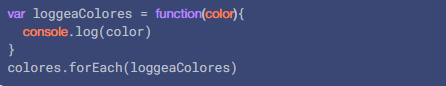 var loggeaColores = function(color){
  console.log(color)
}
colores.forEach(loggeaColores)